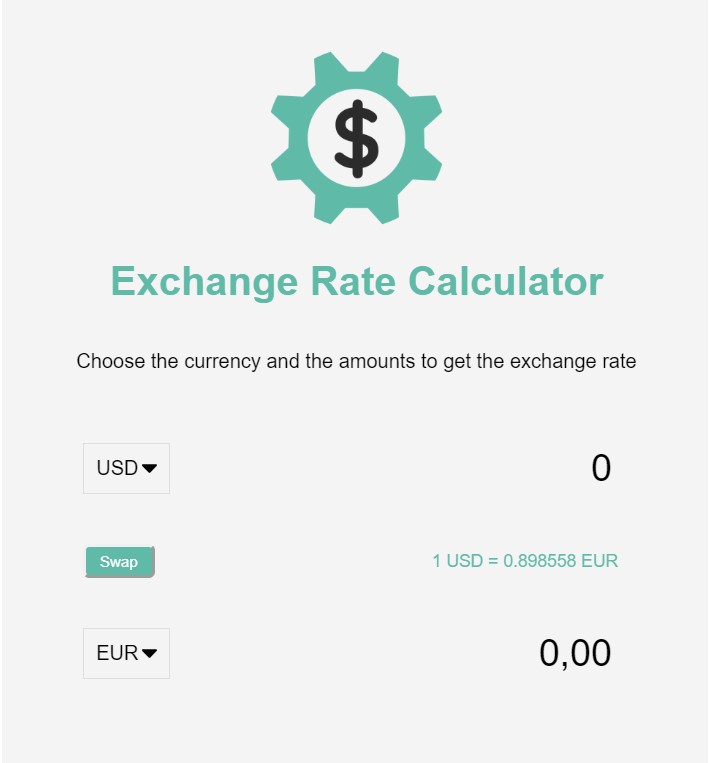 $
Exchange Rate Calculator
Choose the currency and the amounts to get the exchange rate
USD 0
Swap 1 USD = 0.898558 EUR
EUR 0,00